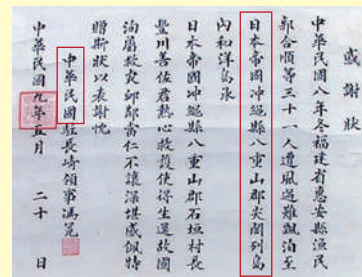 感謝狀
中華民國八年冬福建省惠安縣漁民
郭合順等三十一人遭風遇難飄泊至
日本帝國冲繩縣八重山郡尖閣列島
內和洋島承
日本帝國冲繩縣八重山郡石垣村長
豐川善佐君熱心救護使得生還故國
洵屬救災卹鄰當仁不讓深堪感佩特
贈斯狀以表謝忱
中華民國駐長崎領事馮冕
中華民國九年五月 二十 日